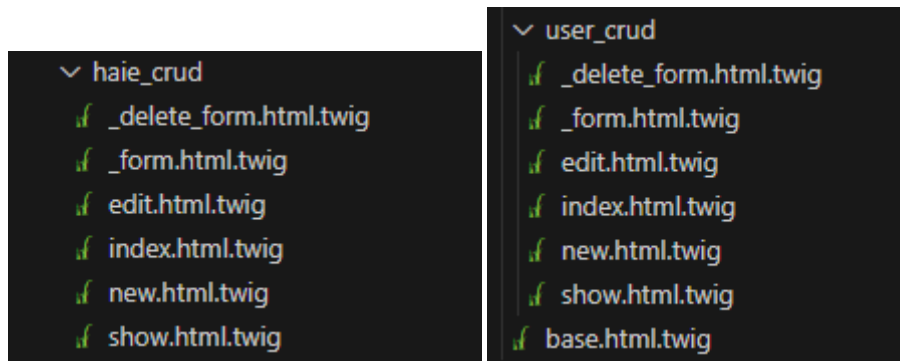 haie_crud
_delete_form.html.twig
_form.html.twig
edit.html.twig
index.html.twig
new.html.twig
show.html.twig
user_crud
_delete_form.html.twig
_form.html.twig
edit.html.twig
index.html.twig
new.html.twig
show.html.twig
base.html.twig